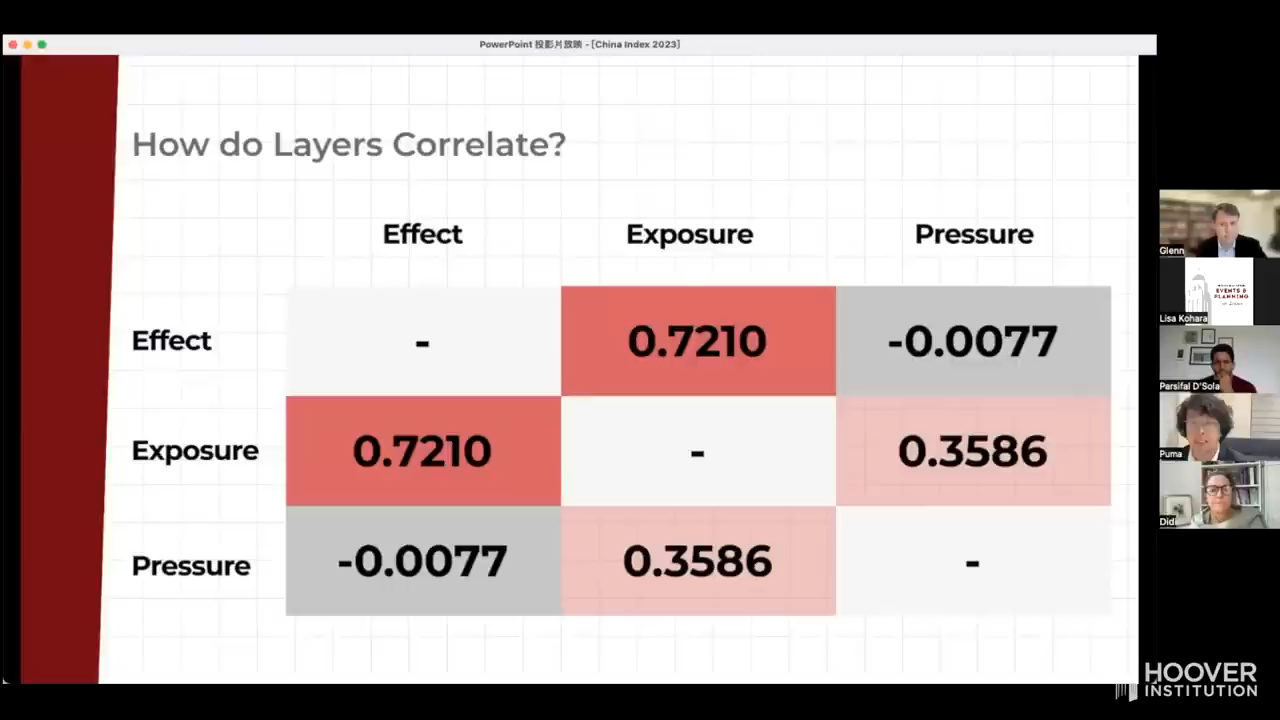 PowerPoint 投影片放映 - [China Index 2023]
How do Layers Correlate?
Effect Exposure Pressure
Effect - 0.7210 -0.0077
Exposure 0.7210 - 0.3586
Pressure -0.0077 0.3586 -
Glenn
EVENTS &
PLANNING
Lisa Kohara
Parsifal D'Sola
Puma
Didi
HOOVER
INSTITUTION